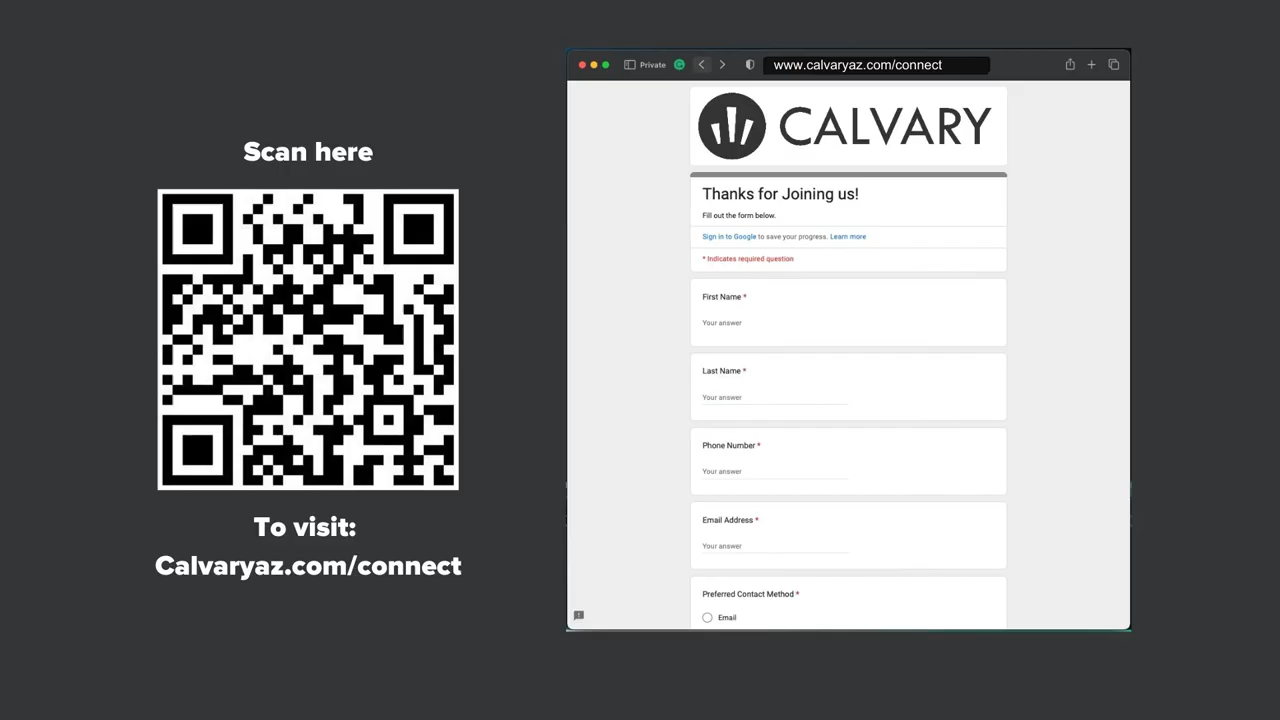 Scan here
To visit:
Calvaryaz.com/connect
Private
www.calvaryaz.com/connect
CALVARY
Thanks for Joining us!
Fill out the form below.
Sign in to Google to save your progress. Learn more
* Indicates required question
First Name *
Your answer
Last Name *
Your answer
Phone Number *
Your answer
Email Address *
Your answer
Preferred Contact Method *
Email